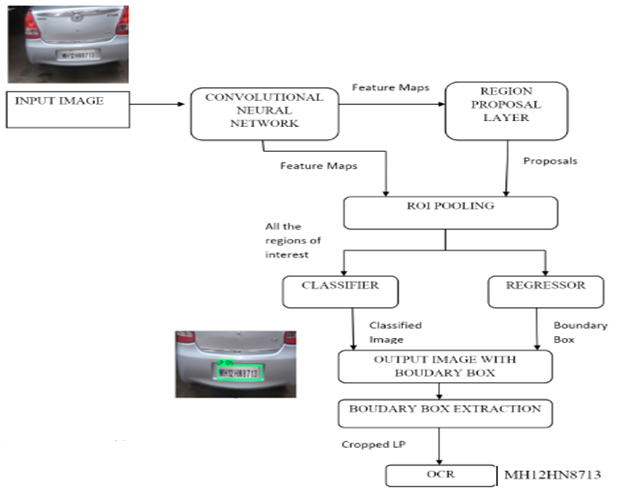 MH12HN8713
INPUT IMAGE
CONVOLUTIONAL
NEURAL
NETWORK
Feature Maps
REGION
PROPOSAL
LAYER
Feature Maps
Proposals
ROI POOLING
All the
regions of
interest
CLASSIFIER
REGRESSOR
Classified
Image
Boundary
Box
MH12HN8713
OUTPUT IMAGE WITH
BOUDARY BOX
BOUDARY BOX EXTRACTION
Cropped LP
OCR
MH12HN8713